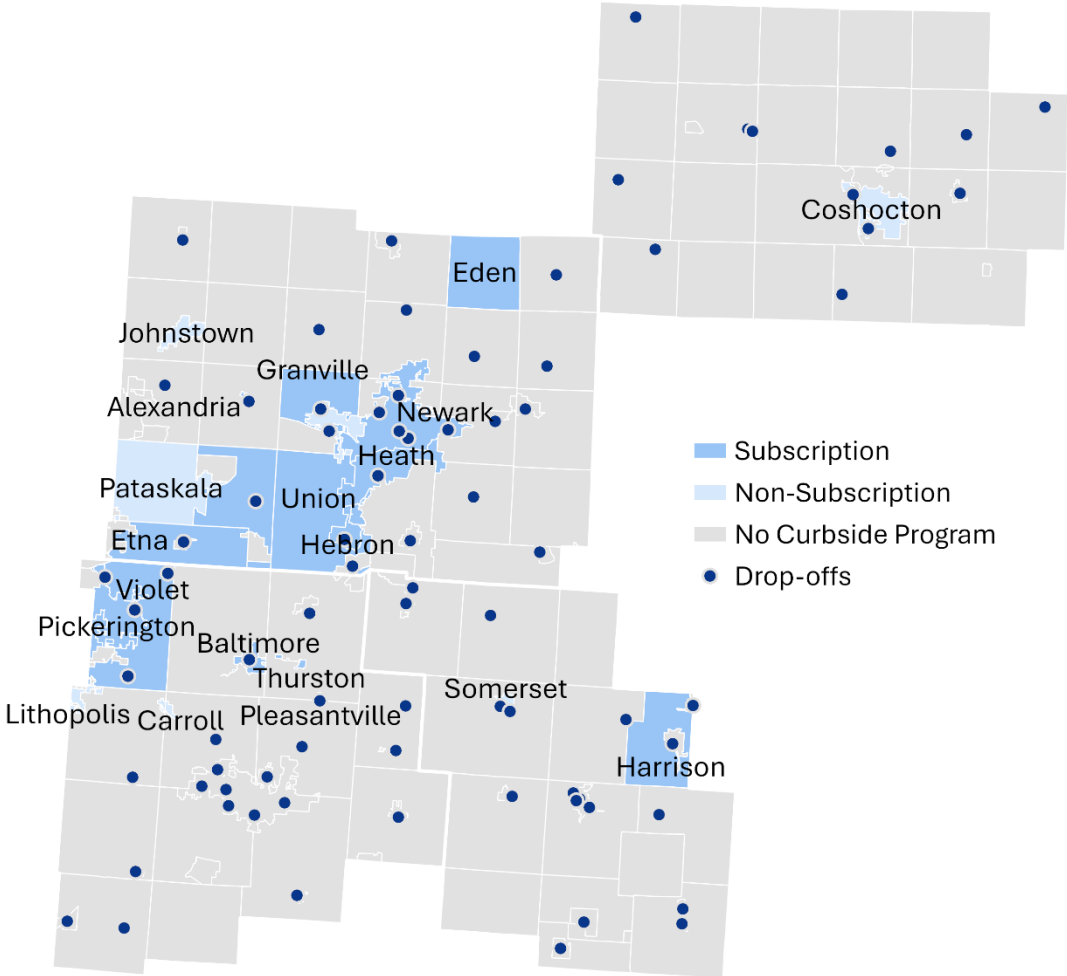 Coshocton
Eden
Johnstown
Granville
Alexandria
Newark
Heath
Subscription
Pataskala
Union
Non-Subscription
Etna
Hebron
No Curbside Program
Drop-offs
Violet
Pickerington
Baltimore
Thurston
Somerset
Lithopolis
Carroll
Pleasantville
Harrison